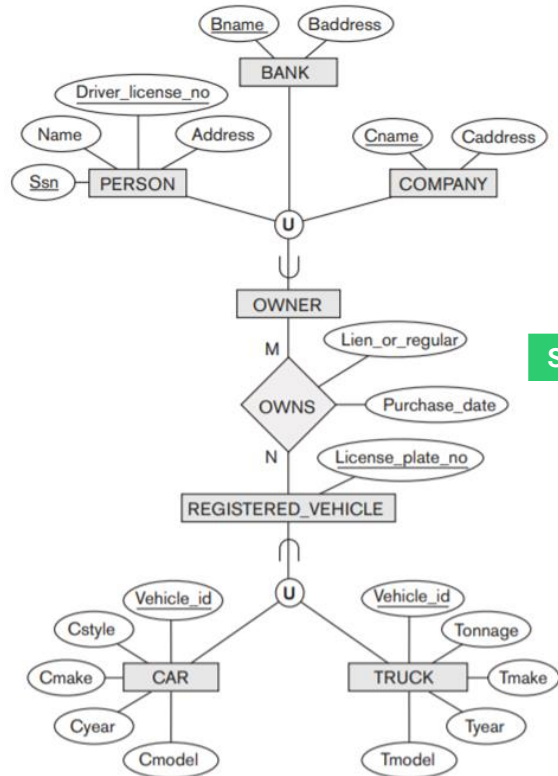 Bname
Baddress
BANK
Driver_license_no
Name
Address
Cname
Caddress
Ssn
PERSON
COMPANY
U
OWNER
M
Lien_or_regular
OWNS
Purchase_date
N
License_plate_no
REGISTERED_VEHICLE
U
Vehicle_id
Vehicle_id
Cstyle
Tonnage
Cmake
CAR
TRUCK
Tmake
Cyear
Tyear
Cmodel
Tmodel
S